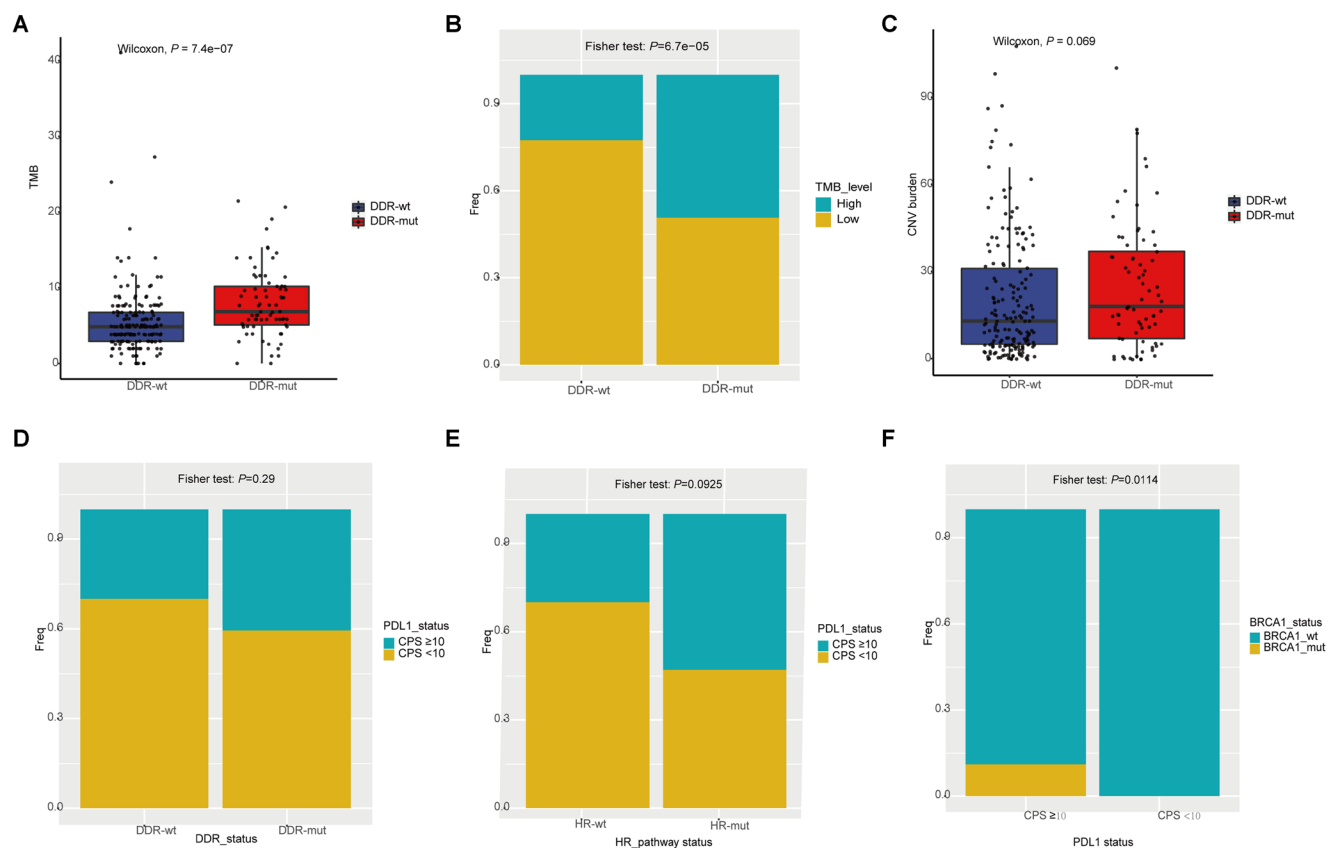 A
Wilcoxon, P = 7.4e−07
40
30
20
10
0
TMB
DDR-wt
DDR-mut
DDR-wt
DDR-mut
B
Fisher test: P=6.7e−05
0.9
0.6
0.3
0.0
Freq
DDR-wt
DDR-mut
TMB_level
High
Low
C
Wilcoxon, P = 0.069
90
60
30
0
CNV burden
DDR-wt
DDR-mut
DDR-wt
DDR-mut
D
Fisher test: P=0.29
0.9
0.6
0.3
0.0
Freq
DDR-wt
DDR-mut
DDR_status
PDL1_status
CPS ≥10
CPS <10
E
Fisher test: P=0.0925
0.9
0.6
0.3
0.0
Freq
HR-wt
HR-mut
HR_pathway status
PDL1_status
CPS ≥10
CPS <10
F
Fisher test: P=0.0114
0.9
0.6
0.3
0.0
Freq
CPS ≥10
CPS <10
PDL1 status
BRCA1_status
BRCA1_wt
BRCA1_mut